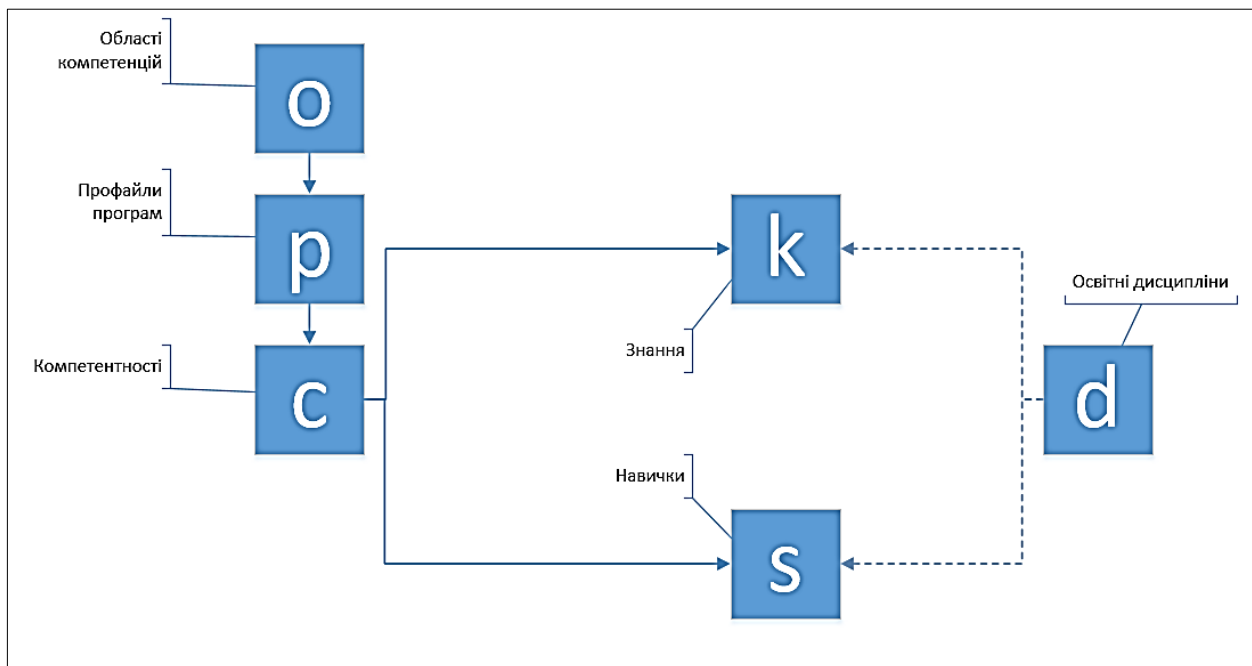 Області
компетенцій
o
Профайли
програм
p
k
Освітні дисципліни
Знання
Компетентності
c
d
Навички
s